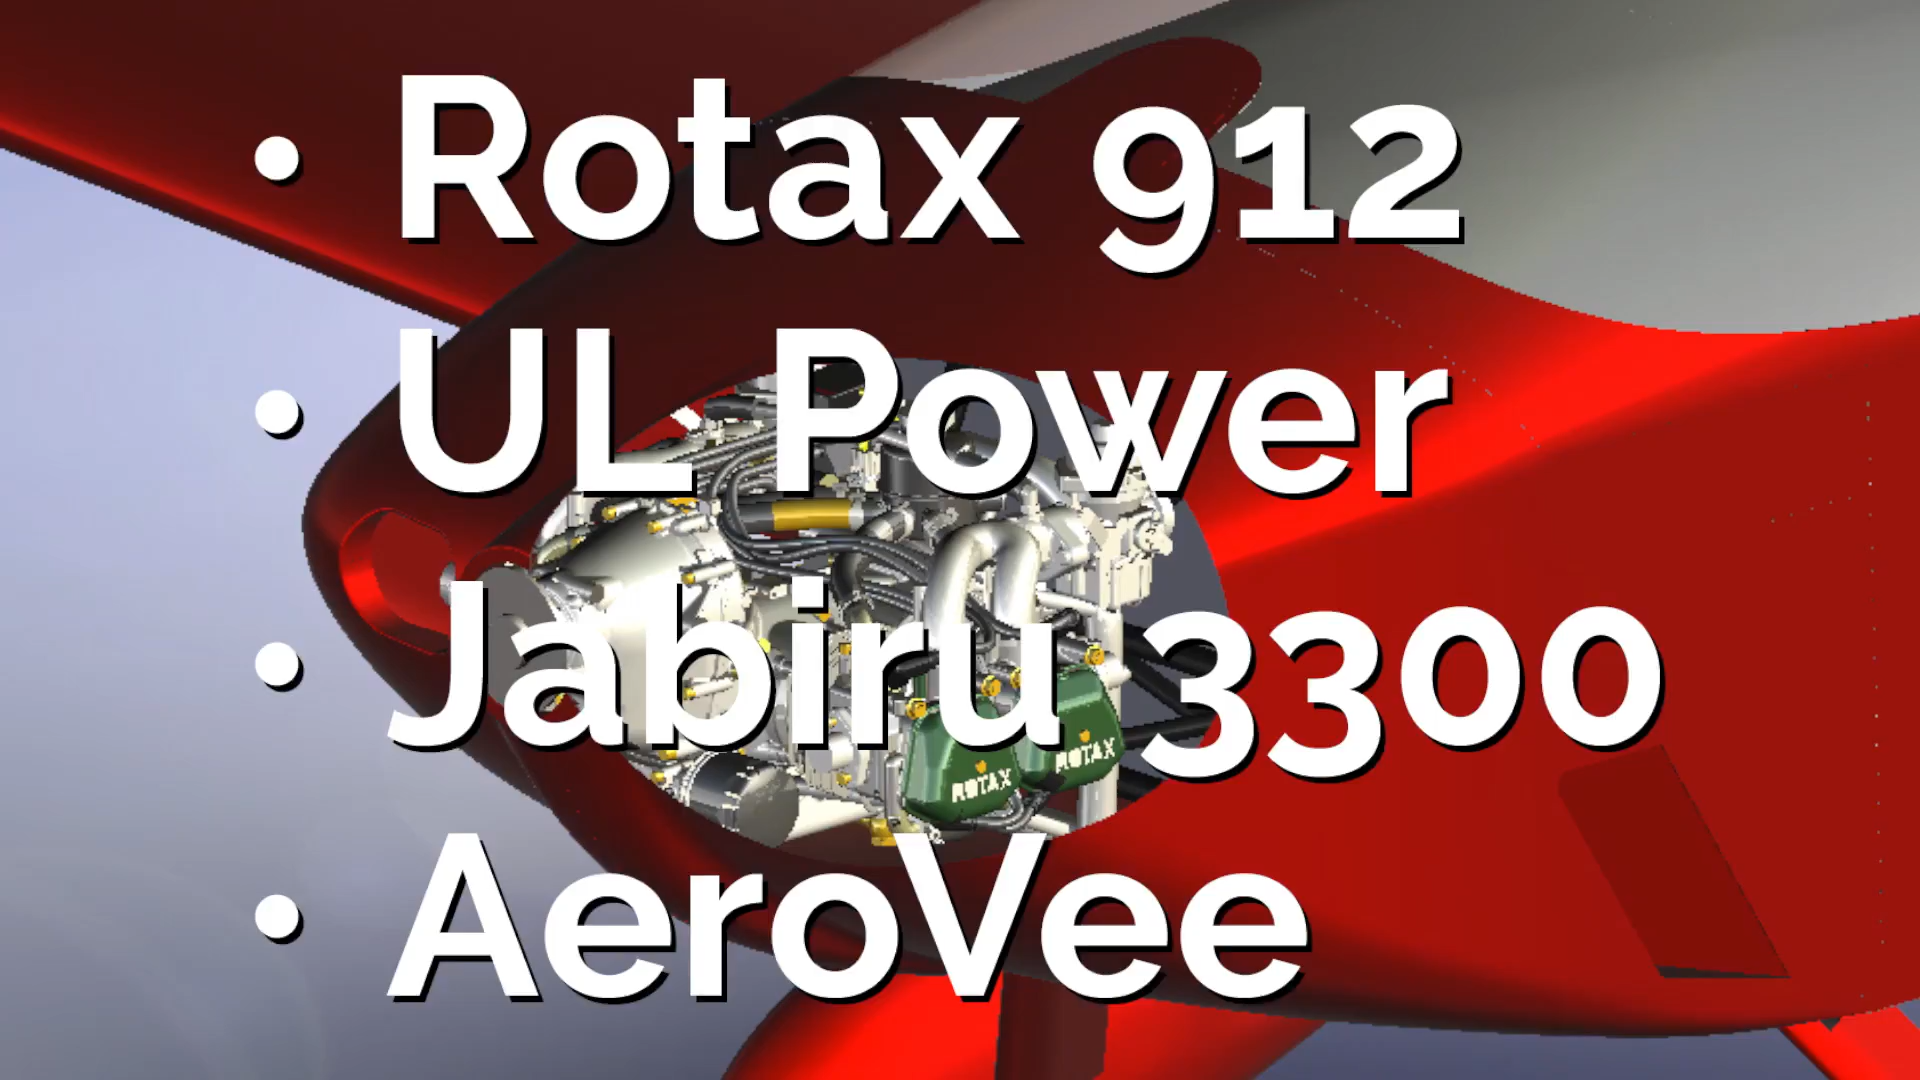 • Rotax 912
• UL Power
• Jabiru 3300
• AeroVee
ROTAX
ROTAX